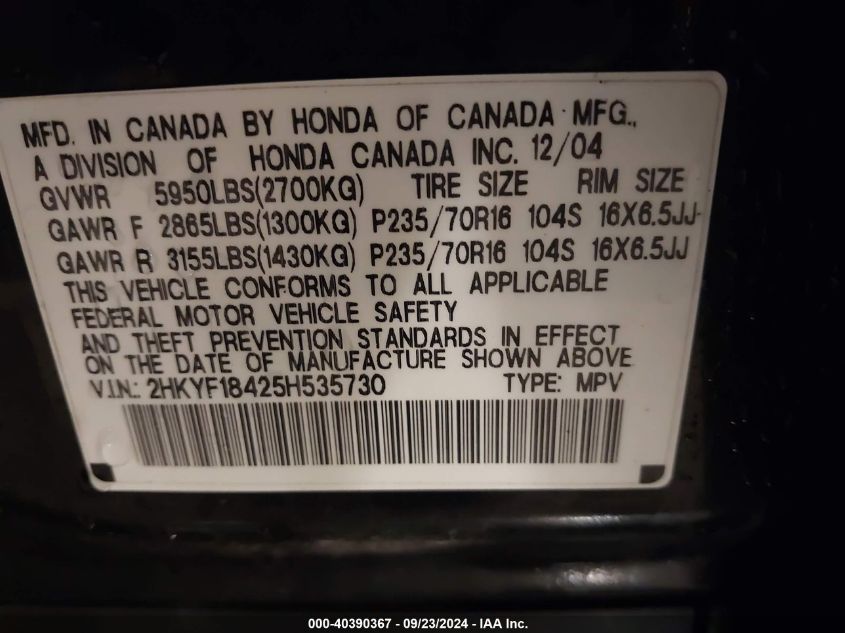 MFD. IN CANADA BY HONDA OF CANADA MFG.,
A DIVISION OF HONDA CANADA INC. 12/04
GVWR 5950LBS(2700KG) TIRE SIZE RIM SIZE
GAWR F 2865LBS(1300KG) P235/70R16 104S 16X6.5JJ
GAWR R 3155LBS(1430KG) P235/70R16 104S 16X6.5JJ
THIS VEHICLE CONFORMS TO ALL APPLICABLE
FEDERAL MOTOR VEHICLE SAFETY
AND THEFT PREVENTION STANDARDS IN EFFECT
ON THE DATE OF MANUFACTURE SHOWN ABOVE.
V.I.N.: 2HKYF18425H535730 TYPE: MPV
000-40390367 - 09/23/2024 - IAA Inc.